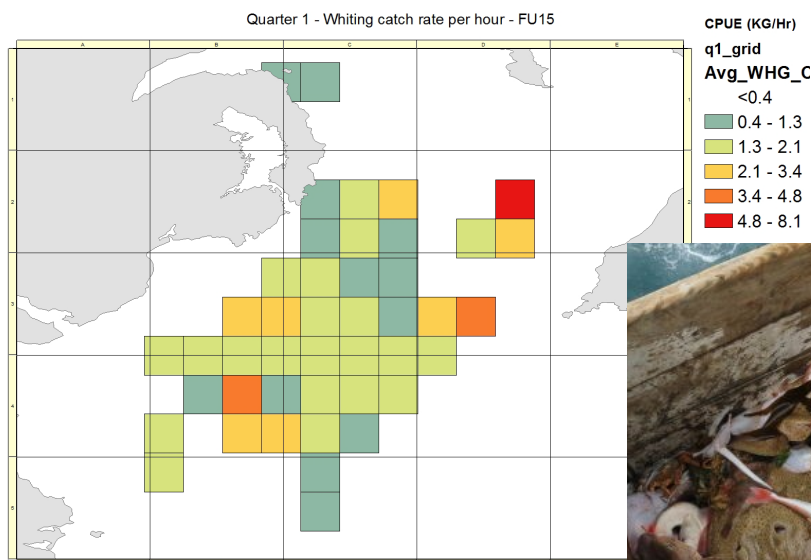 Quarter 1 - Whiting catch rate per hour - FU15
CPUE (KG/Hr)
q1_grid
Avg_WHG_C
<0.4
0.4 - 1.3
1.3 - 2.1
2.1 - 3.4
3.4 - 4.8
4.8 - 8.1
A B C D E
1 1
2 2
3
4
5